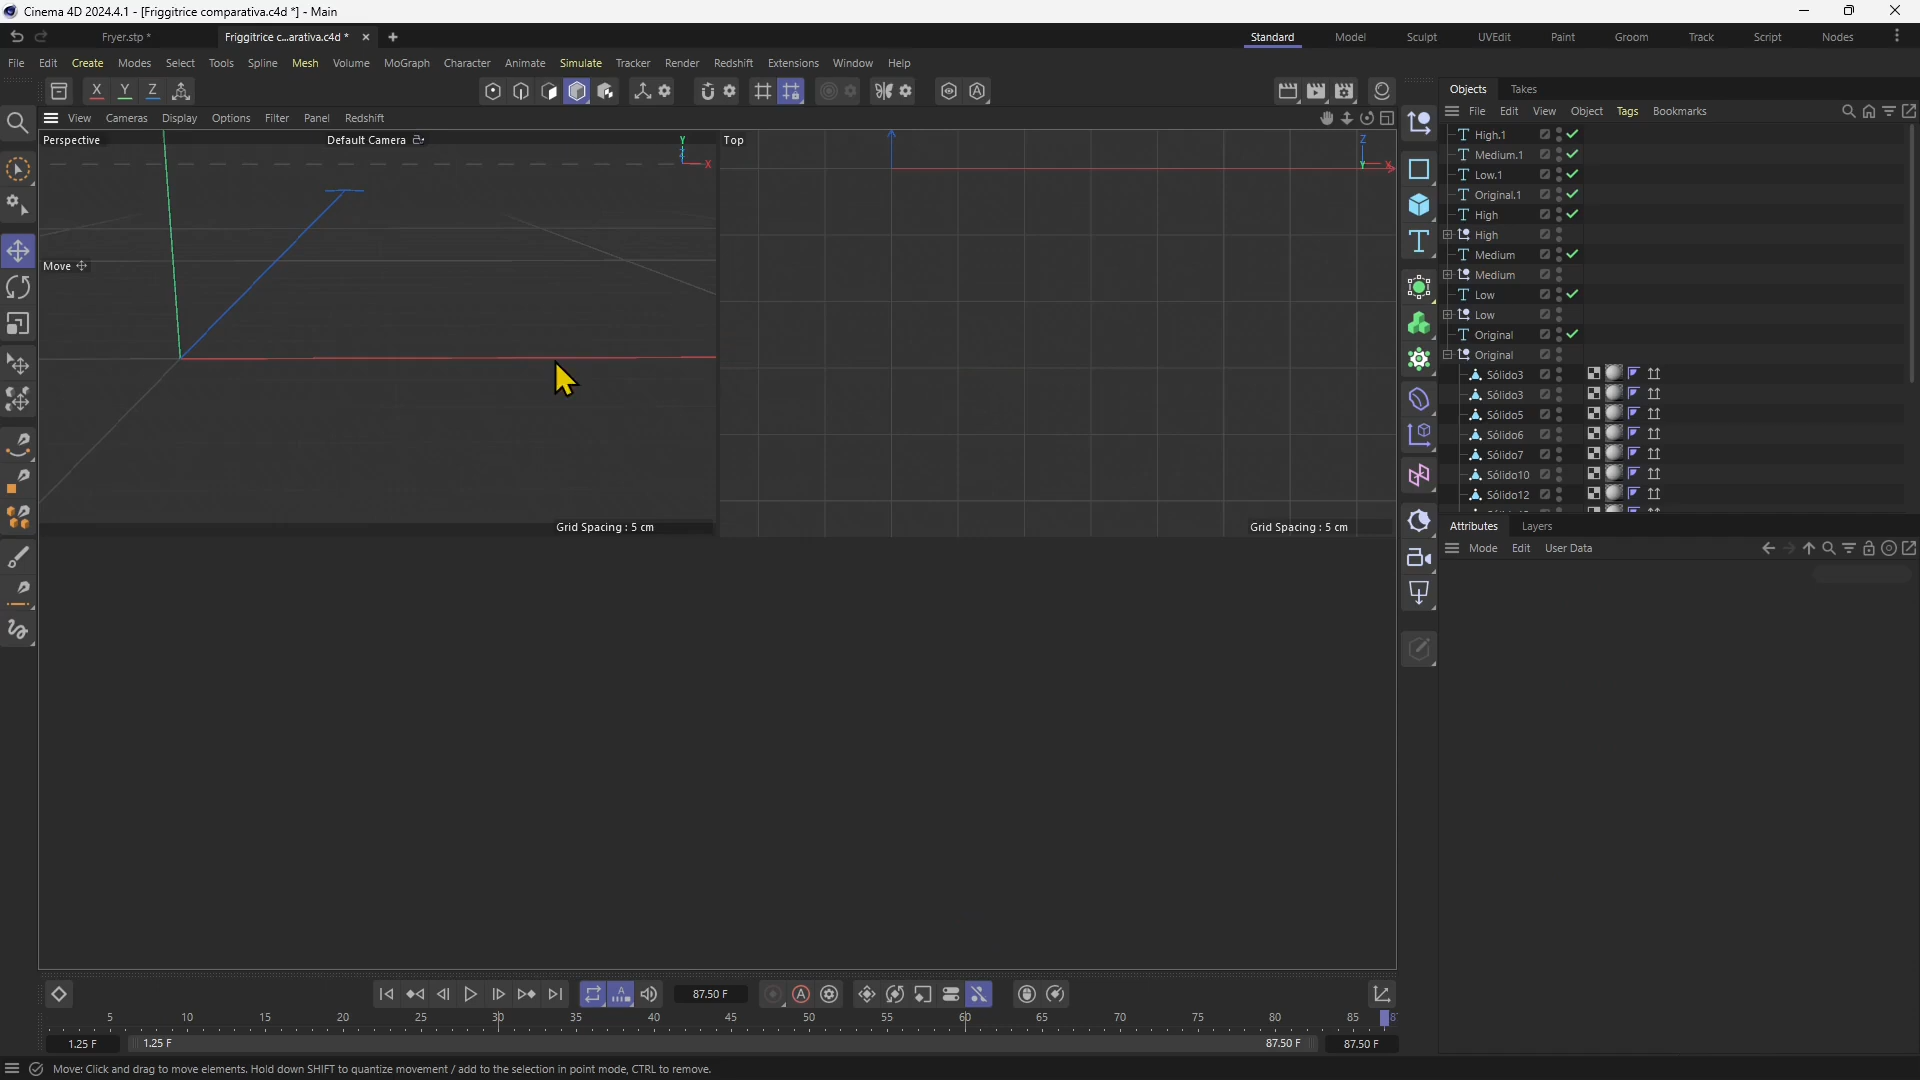 Cinema 4D 2024.4.1 - [Friggitrice comparativa.c4d *] - Main
Fryer.stp *
Friggitrice c...arativa.c4d *
Standard
Model
Sculpt
UVEdit
Paint
Groom
Track
Script
Nodes
File Edit Create Modes Select Tools Spline Mesh Volume MoGraph Character Animate Simulate Tracker Render Redshift Extensions Window Help
X Y Z
Objects Takes
View Cameras Display Options Filter Panel Redshift
File Edit View Object Tags Bookmarks
Perspective
Default Camera
Y
Z
X
Top
Z
Y
X
Move
Grid Spacing : 5 cm
Grid Spacing : 5 cm
High.1
Medium.1
Low.1
Original.1
High
High
Medium
Medium
Low
Low
Original
Original
Sólido3
Sólido3
Sólido5
Sólido6
Sólido7
Sólido10
Sólido12
Attributes Layers
Mode Edit User Data
87.50 F
5 10 15 20 25 30 35 40 45 50 55 60 65 70 75 80 85
1.25 F
1.25 F
87.50 F
87.50 F
Move: Click and drag to move elements. Hold down SHIFT to quantize movement / add to the selection in point mode, CTRL to remove.